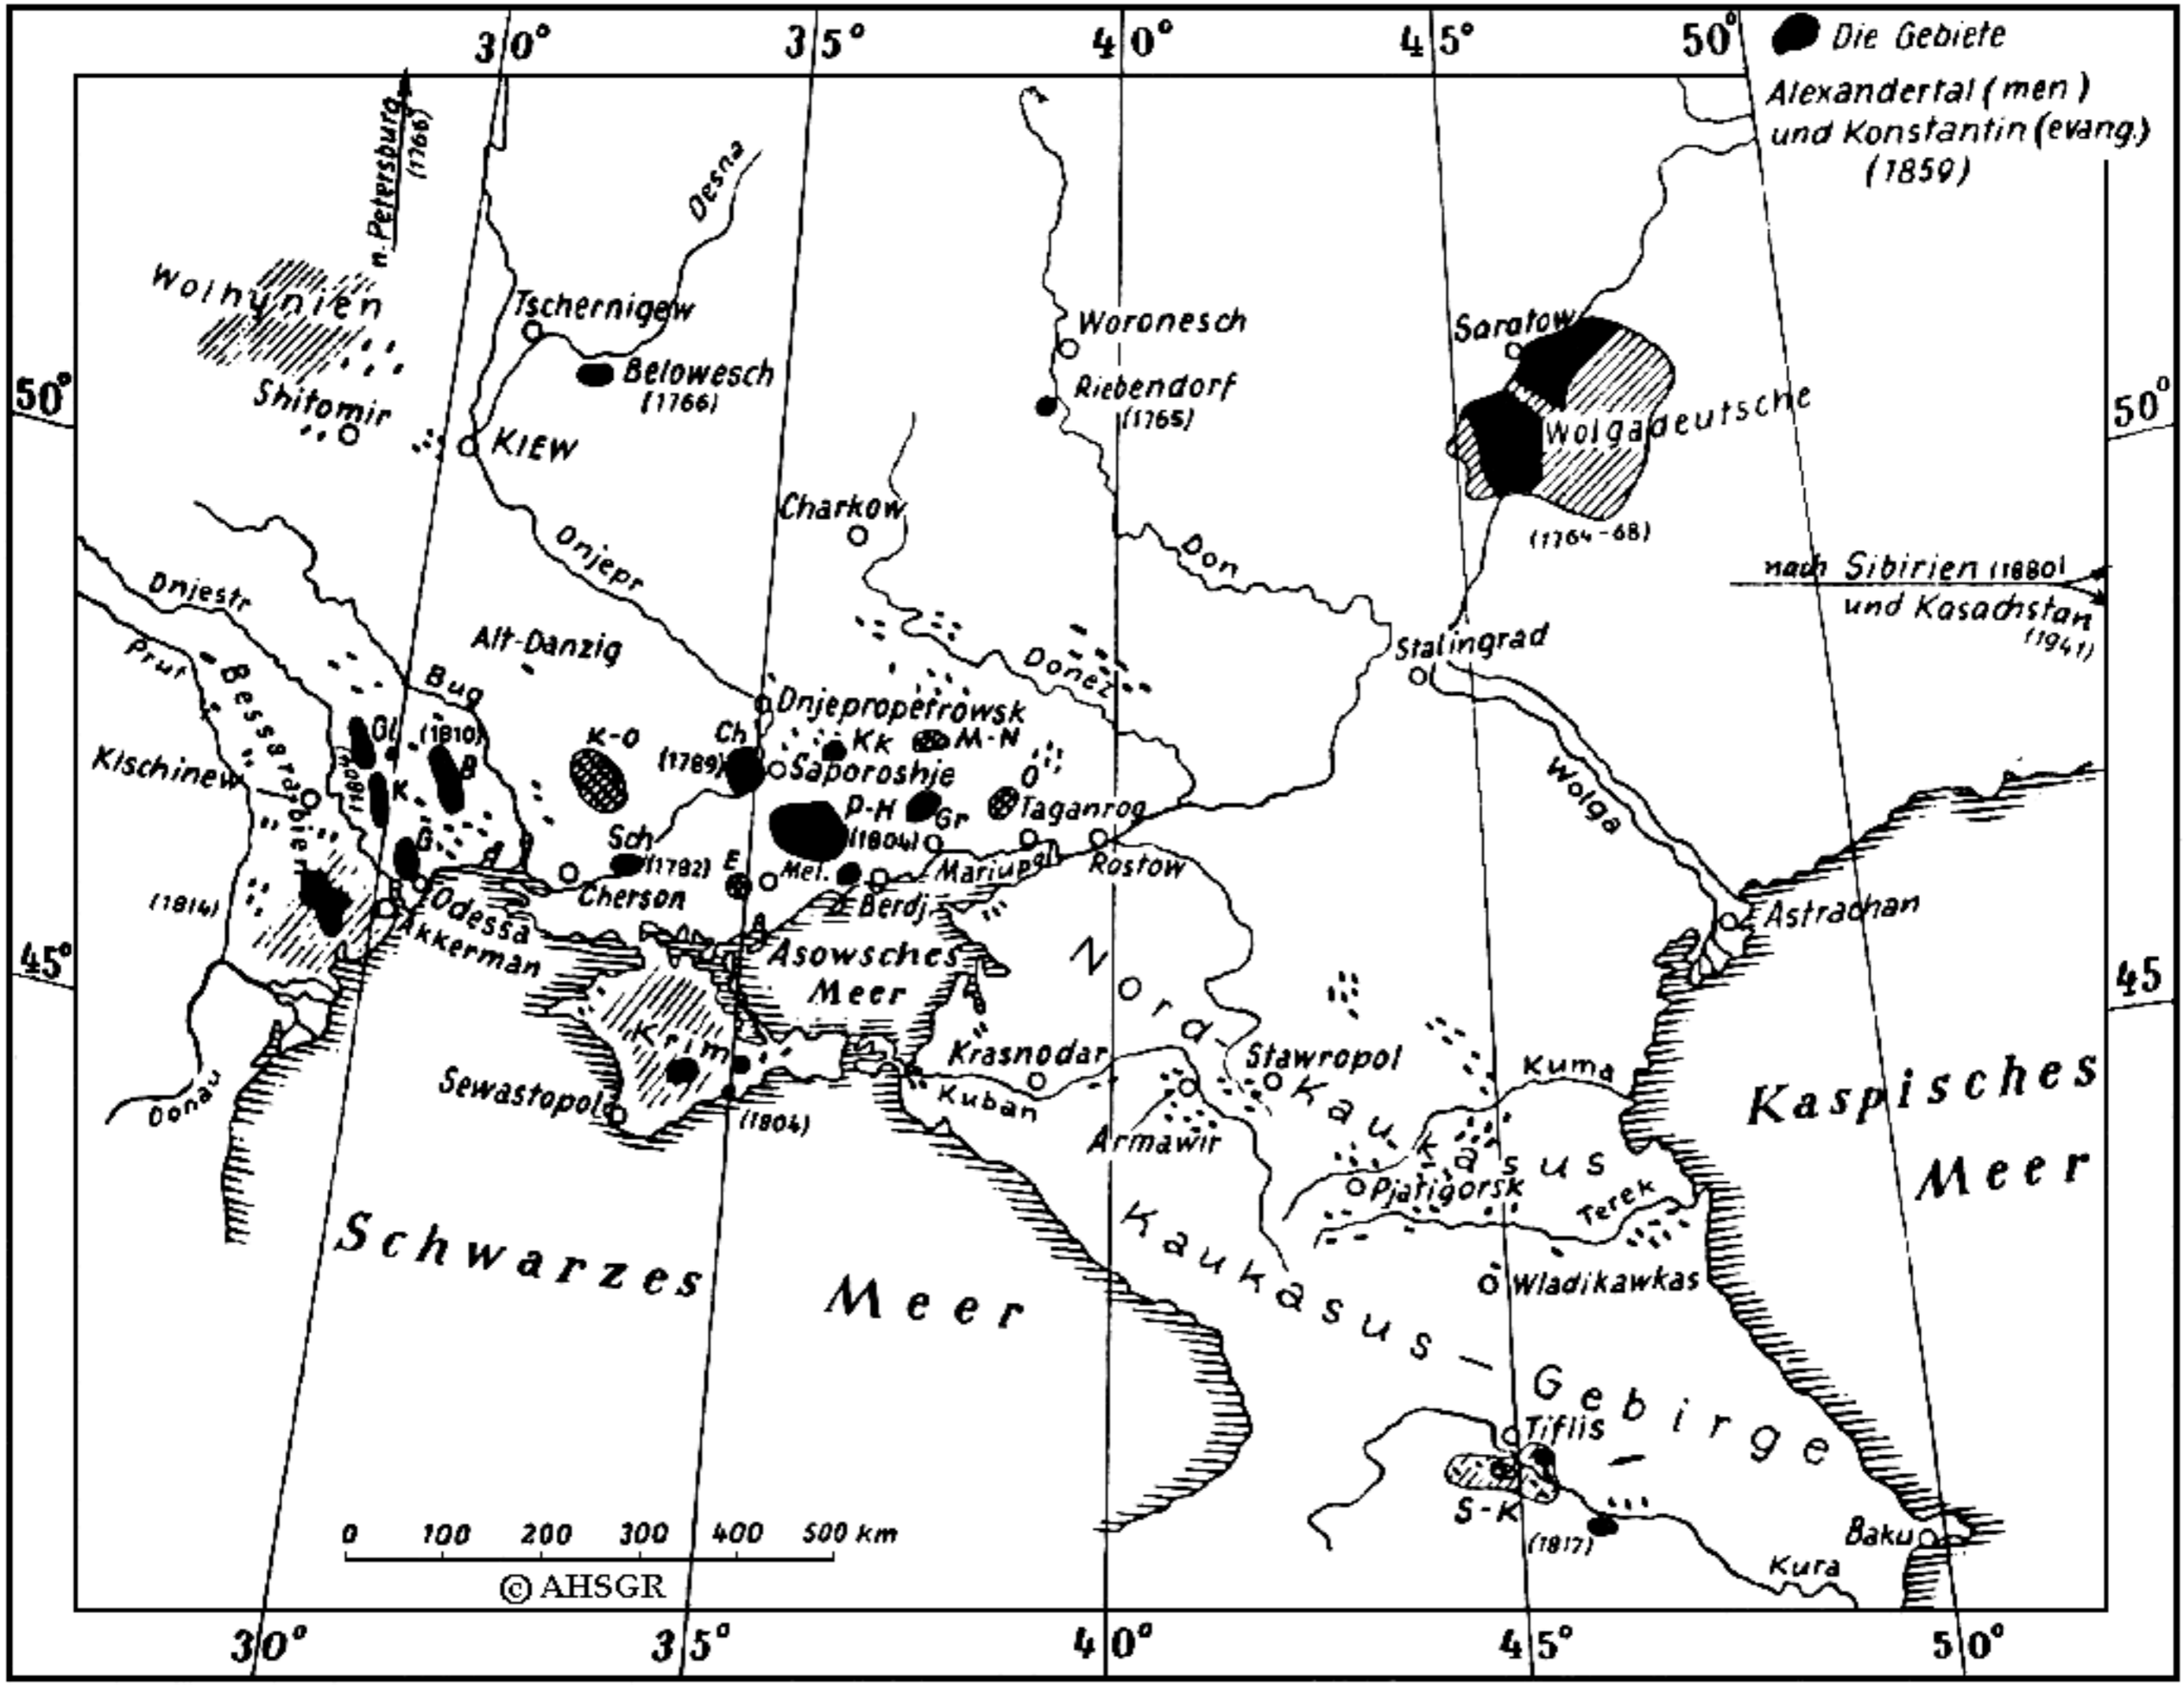 30° 35° 40° 45° 50°
Die Gebiete
Alexandertal (men)
und Konstantin (evang.)
(1859)
n. Petersburg
(1766)
Desna
Wolhynien
Tschernigew
Woronesch
Saratow
Belowesch
(1766)
Riebendorf
(1765)
50°
50°
Shitomir
KIEW
Wolgadeutsche
(1764-68)
Charkow
Dnjepr
Don
nach Sibirien (1880)
und Kasachstan
(1941)
Dnjestr
Alt-Danzig
Stalingrad
Prut
Bessarabien
Bug
Donez
Dnjepropetrowsk
Gl
(1810)
K-O
Ch
(1789)
Kk
M-N
Kischinew
B
K
Saporoshje
Wolga
P-H
(1804)
Gr
Taganrog
G
Sch
(1782)
E
Mel.
Mariupol
Rostow
(1814)
Odessa
Cherson
Berdj.
Astrachan
Akkerman
A
45°
Asowsches
Meer
Nord-
Kaukasus
45
Krim
Krasnodar
Stawropol
Kuma
Kaspisches
Meer
Sewastopol
(1804)
Kuban
Donau
Armawir
Pjatigorsk
Terek
Schwarzes
Meer
Kaukasus-
Gebirge
Wladikawkas
Tiflis
S-K
(1817)
Baku
Kura
0 100 200 300 400 500 km
© AHSGR
30° 35° 40° 45° 50°